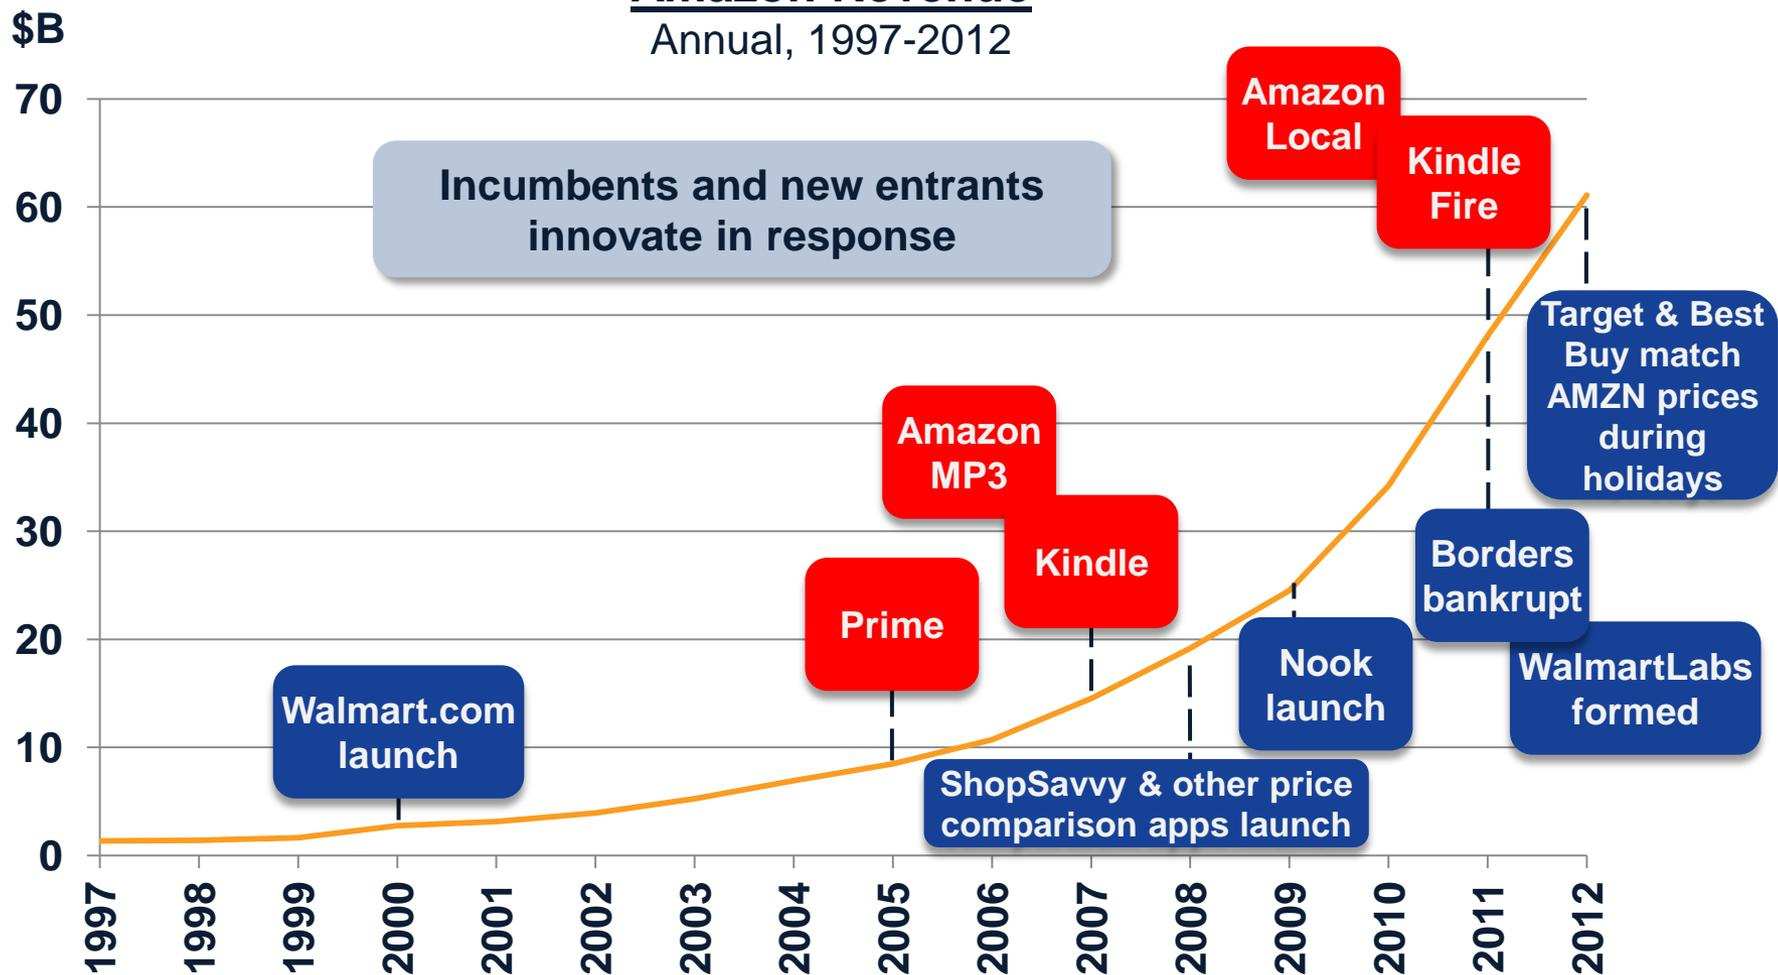 Amazon Revenue
$B
Annual, 1997-2012
70
60
50
40
30
20
10
0
Incumbents and new entrants
innovate in response
Amazon
Local
Kindle
Fire
Target & Best
Buy match
AMZN prices
during
holidays
Amazon
MP3
Kindle
Prime
Borders
bankrupt
Nook
launch
WalmartLabs
formed
Walmart.com
launch
ShopSavvy & other price
comparison apps launch
1997
1998
1999
2000
2001
2002
2003
2004
2005
2006
2007
2008
2009
2010
2011
2012